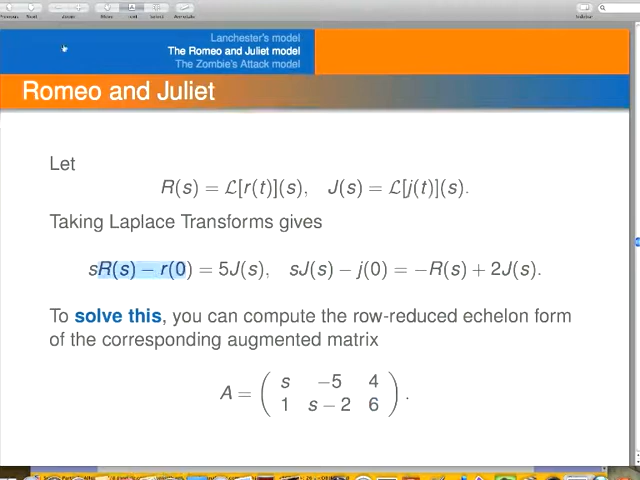 Lanchester's model
The Romeo and Juliet model
The Zombie's Attack model
Romeo and Juliet
Let
R(s) = ℒ[r(t)](s),   J(s) = ℒ[j(t)](s).
Taking Laplace Transforms gives
sR(s) − r(0) = 5J(s),   sJ(s) − j(0) = −R(s) + 2J(s).
To solve this, you can compute the row-reduced echelon form
of the corresponding augmented matrix
s −5 4
A = ( ) .
1 s − 2 6